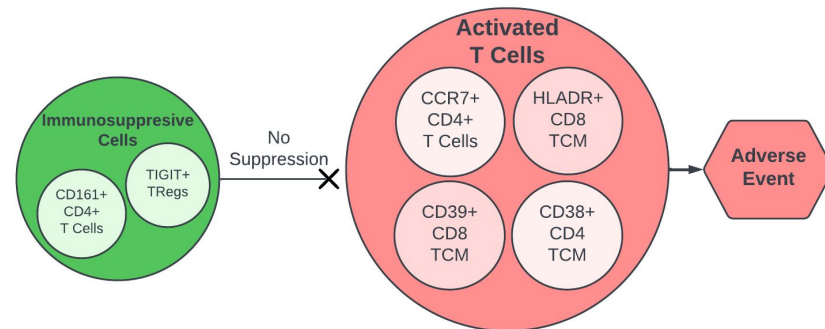 Immunosuppresive
Cells
CD161+
CD4+
T Cells
TIGIT+
TRegs
No
Suppression
Activated
T Cells
CCR7+
CD4+
T Cells
HLADR+
CD8
TCM
CD39+
CD8
TCM
CD38+
CD4
TCM
Adverse
Event